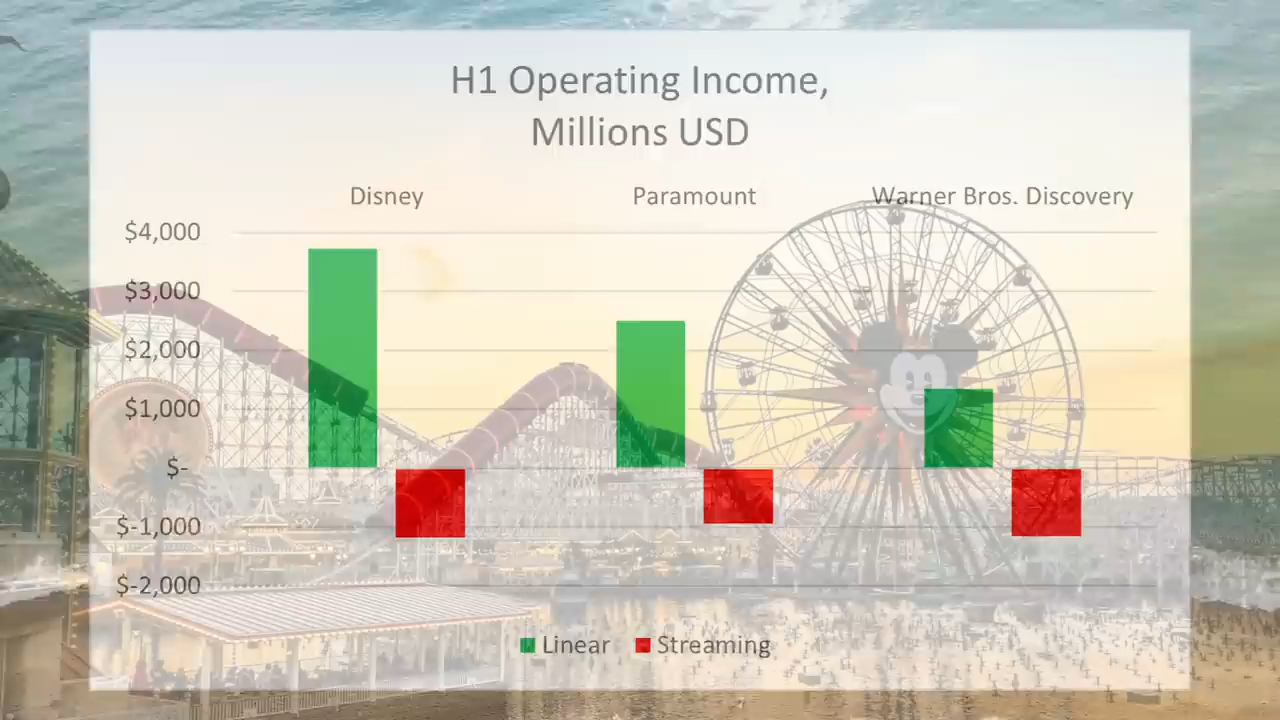 H1 Operating Income,
Millions USD
Disney Paramount Warner Bros. Discovery
$4,000
$3,000
$2,000
$1,000
$-
$-1,000
$-2,000
Linear Streaming